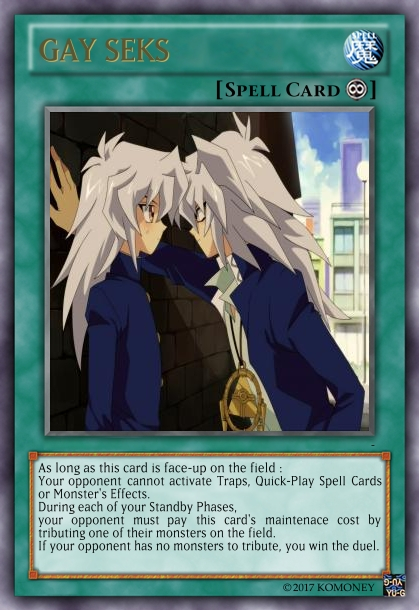 GAY SEKS
魔
[SPELL CARD ]
As long as this card is face-up on the field :
Your opponent cannot activate Traps, Quick-Play Spell Cards
or Monster's Effects.
During each of your Standby Phases,
your opponent must pay this card's maintenace cost by
tributing one of their monsters on the field.
If your opponent has no monsters to tribute, you win the duel.
©2017 KOMONEY
YU-G